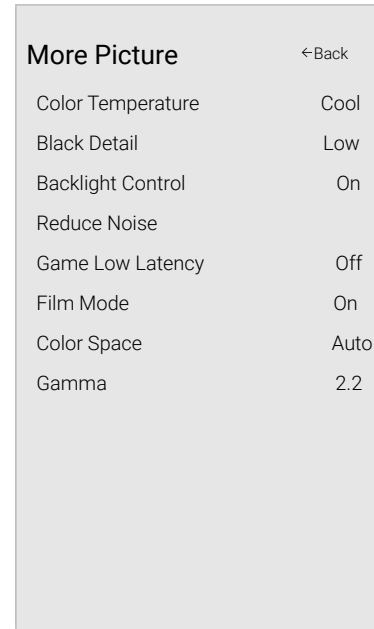 More Picture ←Back
Color Temperature Cool
Black Detail Low
Backlight Control On
Reduce Noise
Game Low Latency Off
Film Mode On
Color Space Auto
Gamma 2.2